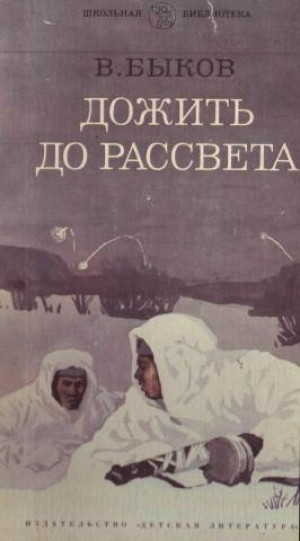 ШКОЛЬНАЯ БИБЛИОТЕКА
В. БЫКОВ
ДОЖИТЬ
ДО РАССВЕТА
ИЗДАТЕЛЬСТВО «ДЕТСКАЯ ЛИТЕРАТУРА»